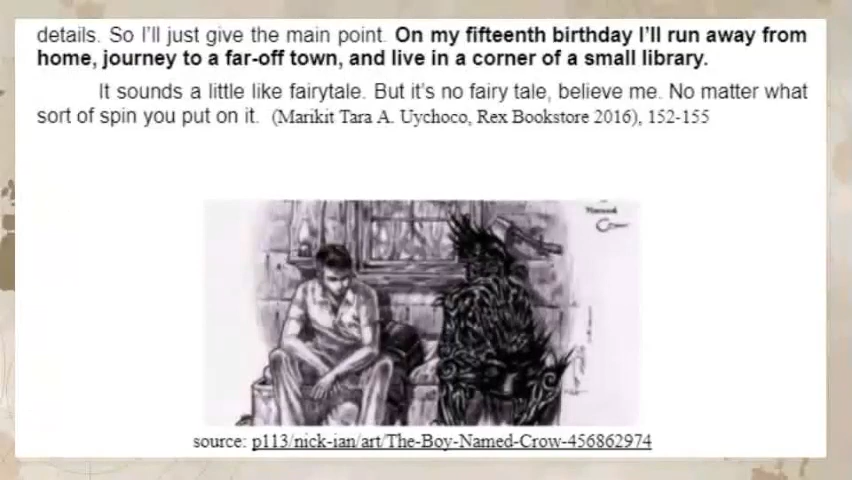 details. So I'll just give the main point. On my fifteenth birthday I'll run away from
home, journey to a far-off town, and live in a corner of a small library.
It sounds a little like fairytale. But it's no fairy tale, believe me. No matter what
sort of spin you put on it. (Marikit Tara A. Uychoco, Rex Bookstore 2016), 152-155
Crow
source: p113/nick-ian/art/The-Boy-Named-Crow-456862974